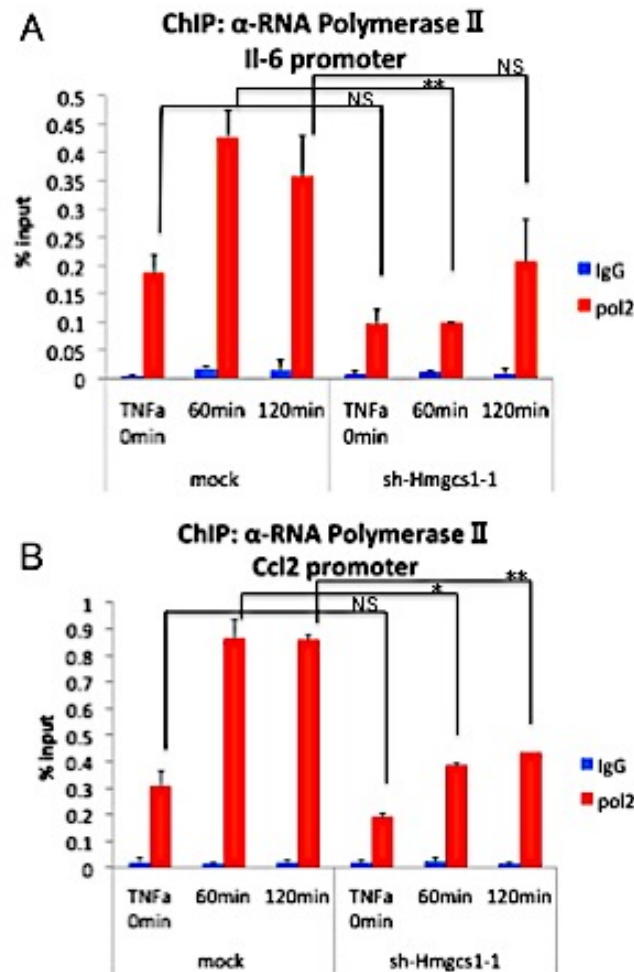 A
ChIP: α-RNA Polymerase Ⅱ
Il-6 promoter
NS
**
NS
0.5
0.45
0.4
0.35
0.3
0.25
0.2
0.15
0.1
0.05
0
% input
IgG
pol2
TNFa 60min 120min TNFa 60min 120min
0min 0min
mock sh-Hmgcs1-1
B
ChIP: α-RNA Polymerase Ⅱ
Ccl2 promoter
NS
*
**
1
0.9
0.8
0.7
0.6
0.5
0.4
0.3
0.2
0.1
0
% input
IgG
pol2
TNFa 60min 120min TNFa 60min 120min
0min 0min
mock sh-Hmgcs1-1